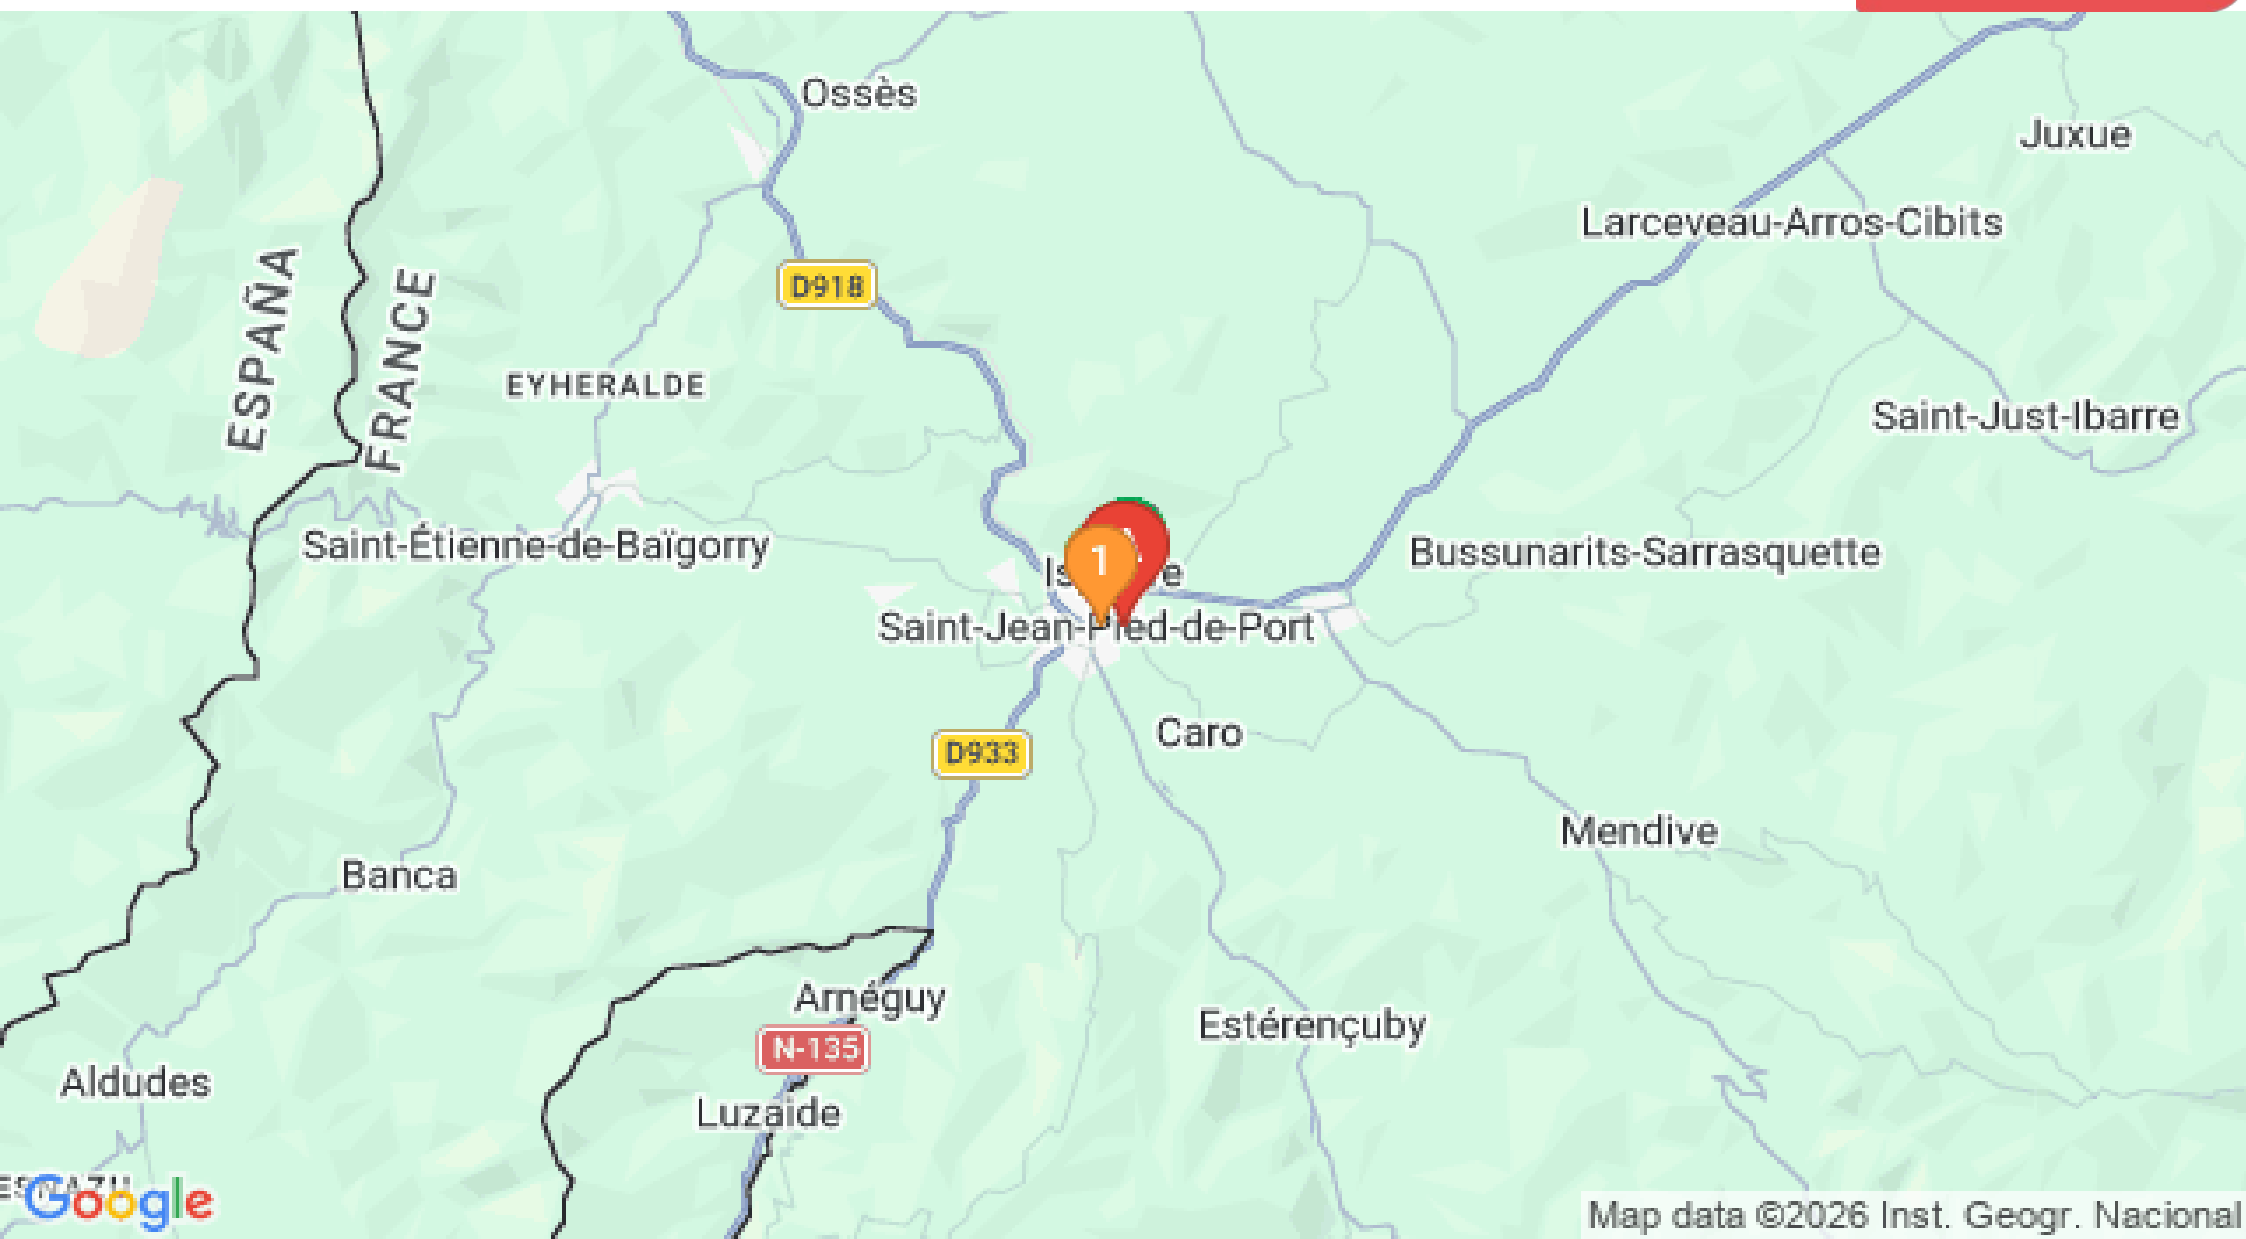 Ossès
Juxue
Larceveau-Arros-Cibits
ESPAÑA
FRANCE
D918
EYHERALDE
Saint-Just-Ibarre
Saint-Étienne-de-Baïgorry
1
Bussunarits-Sarrasquette
Saint-Jean-Pied-de-Port
Caro
D933
Mendive
Banca
Arnéguy
Estérençuby
N-135
Aldudes
Luzaide
Google
Map data ©2026 Inst. Geogr. Nacional